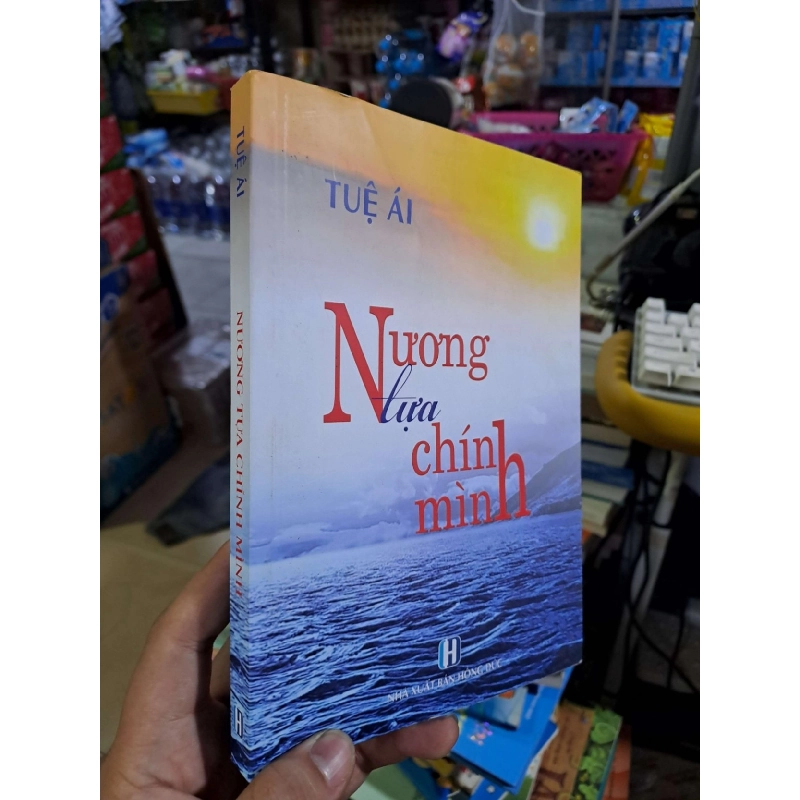 TUỆ ÁI
NƯƠNG TỰA CHÍNH MÌNH
H
TUỆ ÁI
Nương
tựa
chính
mình
H
NHÀ XUẤT BẢN HỒNG ĐỨC